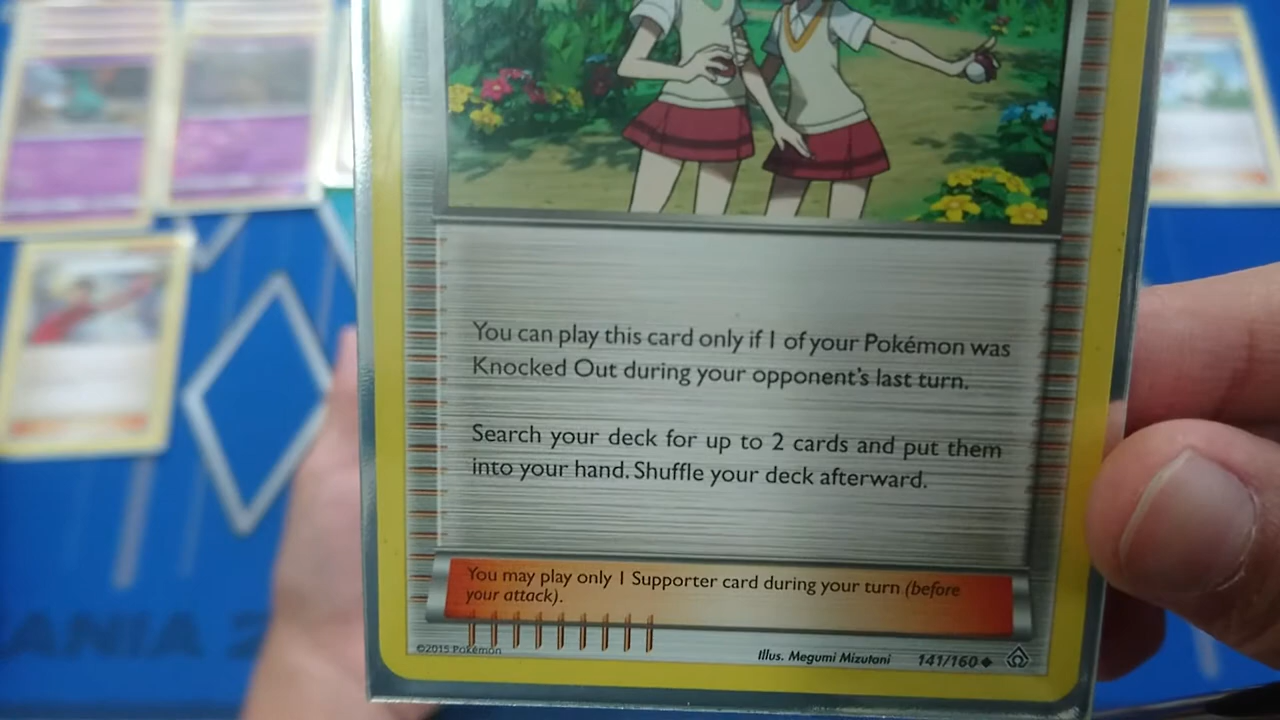 You can play this card only if 1 of your Pokémon was
Knocked Out during your opponent's last turn.
Search your deck for up to 2 cards and put them
into your hand. Shuffle your deck afterward.
You may play only 1 Supporter card during your turn (before
your attack).
©2015 Pokémon
Illus. Megumi Mizutani
141/160
ANIA 2